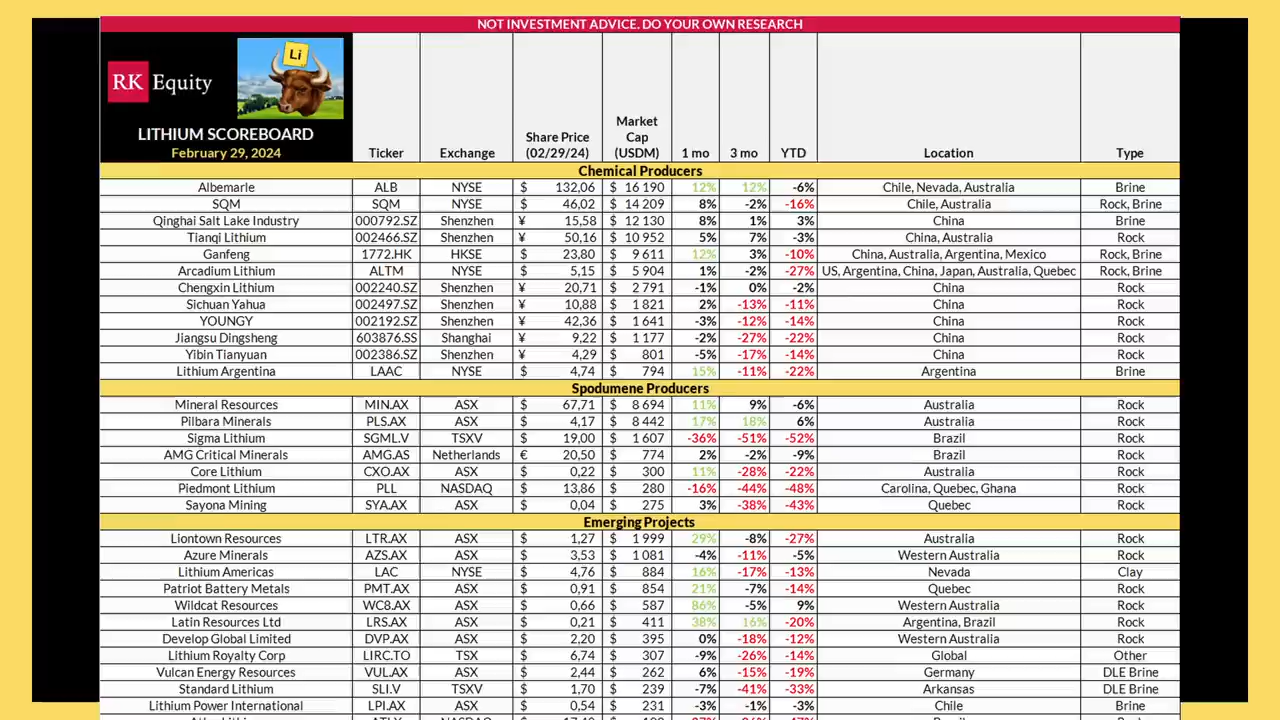 NOT INVESTMENT ADVICE. DO YOUR OWN RESEARCH
Li
RK Equity
LITHIUM SCOREBOARD
February 29, 2024
Ticker Exchange Share Price (02/29/24) Market Cap (USDM) 1 mo 3 mo YTD Location Type
Chemical Producers
Albemarle ALB NYSE $ 132,06 $ 16 190 12% 12% -6% Chile, Nevada, Australia Brine
SQM SQM NYSE $ 46,02 $ 14 209 8% -2% -16% Chile, Australia Rock, Brine
Qinghai Salt Lake Industry 000792.SZ Shenzhen ¥ 15,58 $ 12 130 8% 1% 3% China Brine
Tianqi Lithium 002466.SZ Shenzhen ¥ 50,16 $ 10 952 5% 7% -3% China, Australia Rock
Ganfeng 1772.HK HKSE ¥ 23,80 $ 9 611 12% 3% -10% China, Australia, Argentina, Mexico Rock, Brine
Arcadium Lithium ALTM NYSE $ 5,15 $ 5 904 1% -2% -27% US, Argentina, China, Japan, Australia, Quebec Rock, Brine
Chengxin Lithium 002240.SZ Shenzhen ¥ 20,71 $ 2 791 -1% 0% -2% China Rock
Sichuan Yahua 002497.SZ Shenzhen ¥ 10,88 $ 1 821 2% -13% -11% China Rock
YOUNGY 002192.SZ Shenzhen ¥ 42,36 $ 1 641 -3% -12% -14% China Rock
Jiangsu Dingsheng 603876.SS Shanghai ¥ 9,22 $ 1 177 -2% -27% -22% China Rock
Yibin Tianyuan 002386.SZ Shenzhen ¥ 4,29 $ 801 -5% -17% -14% China Rock
Lithium Argentina LAAC NYSE $ 4,74 $ 794 15% -11% -22% Argentina Brine
Spodumene Producers
Mineral Resources MIN.AX ASX $ 67,71 $ 8 694 11% 9% -6% Australia Rock
Pilbara Minerals PLS.AX ASX $ 4,17 $ 8 442 17% 18% 6% Australia Rock
Sigma Lithium SGML.V TSXV $ 19,00 $ 1 607 -36% -51% -52% Brazil Rock
AMG Critical Minerals AMG.AS Netherlands € 20,50 $ 774 2% -2% -9% Brazil Rock
Core Lithium CXO.AX ASX $ 0,22 $ 300 11% -28% -22% Australia Rock
Piedmont Lithium PLL NASDAQ $ 13,86 $ 280 -16% -44% -48% Carolina, Quebec, Ghana Rock
Sayona Mining SYA.AX ASX $ 0,04 $ 275 3% -38% -43% Quebec Rock
Emerging Projects
Liontown Resources LTR.AX ASX $ 1,27 $ 1 999 29% -8% -27% Australia Rock
Azure Minerals AZS.AX ASX $ 3,53 $ 1 081 -4% -11% -5% Western Australia Rock
Lithium Americas LAC NYSE $ 4,76 $ 884 16% -17% -13% Nevada Clay
Patriot Battery Metals PMT.AX ASX $ 0,91 $ 854 21% -7% -14% Quebec Rock
Wildcat Resources WC8.AX ASX $ 0,66 $ 587 86% -5% 9% Western Australia Rock
Latin Resources Ltd LRS.AX ASX $ 0,21 $ 411 38% 16% -20% Argentina, Brazil Rock
Develop Global Limited DVP.AX ASX $ 2,20 $ 395 0% -18% -12% Western Australia Rock
Lithium Royalty Corp LIRC.TO TSX $ 6,74 $ 307 -9% -26% -14% Global Other
Vulcan Energy Resources VUL.AX ASX $ 2,44 $ 262 6% -15% -19% Germany DLE Brine
Standard Lithium SLI.V TSXV $ 1,70 $ 239 -7% -41% -33% Arkansas DLE Brine
Lithium Power International LPI.AX ASX $ 0,54 $ 231 -3% -1% -3% Chile Brine